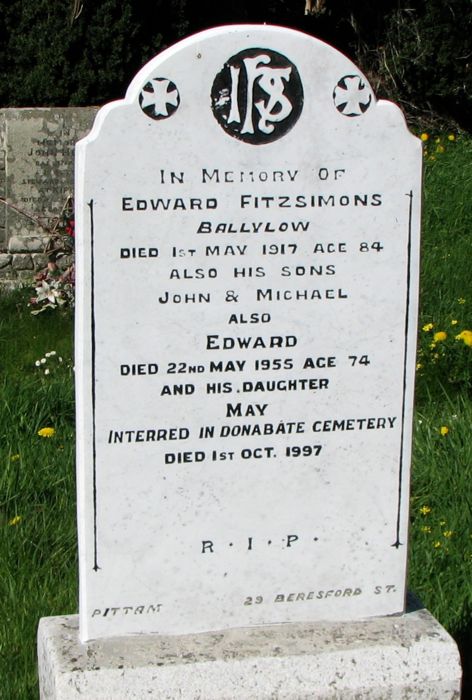 IHS
IN MEMORY OF
EDWARD FITZSIMONS
BALLYLOW
DIED 1ST MAY 1917 AGE 84
ALSO HIS SONS
JOHN & MICHAEL
ALSO
EDWARD
DIED 22ND MAY 1955 AGE 74
AND HIS DAUGHTER
MAY
INTERRED IN DONABATE CEMETERY
DIED 1ST OCT. 1997
R · I · P ·
PITTAM 29 BERESFORD ST.